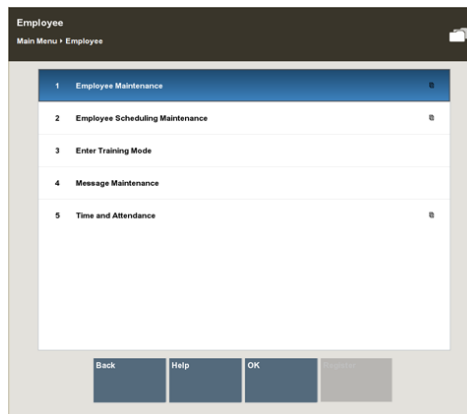 Employee
Main Menu ▸ Employee
1 Employee Maintenance
2 Employee Scheduling Maintenance
3 Enter Training Mode
4 Message Maintenance
5 Time and Attendance
Back Help OK Register